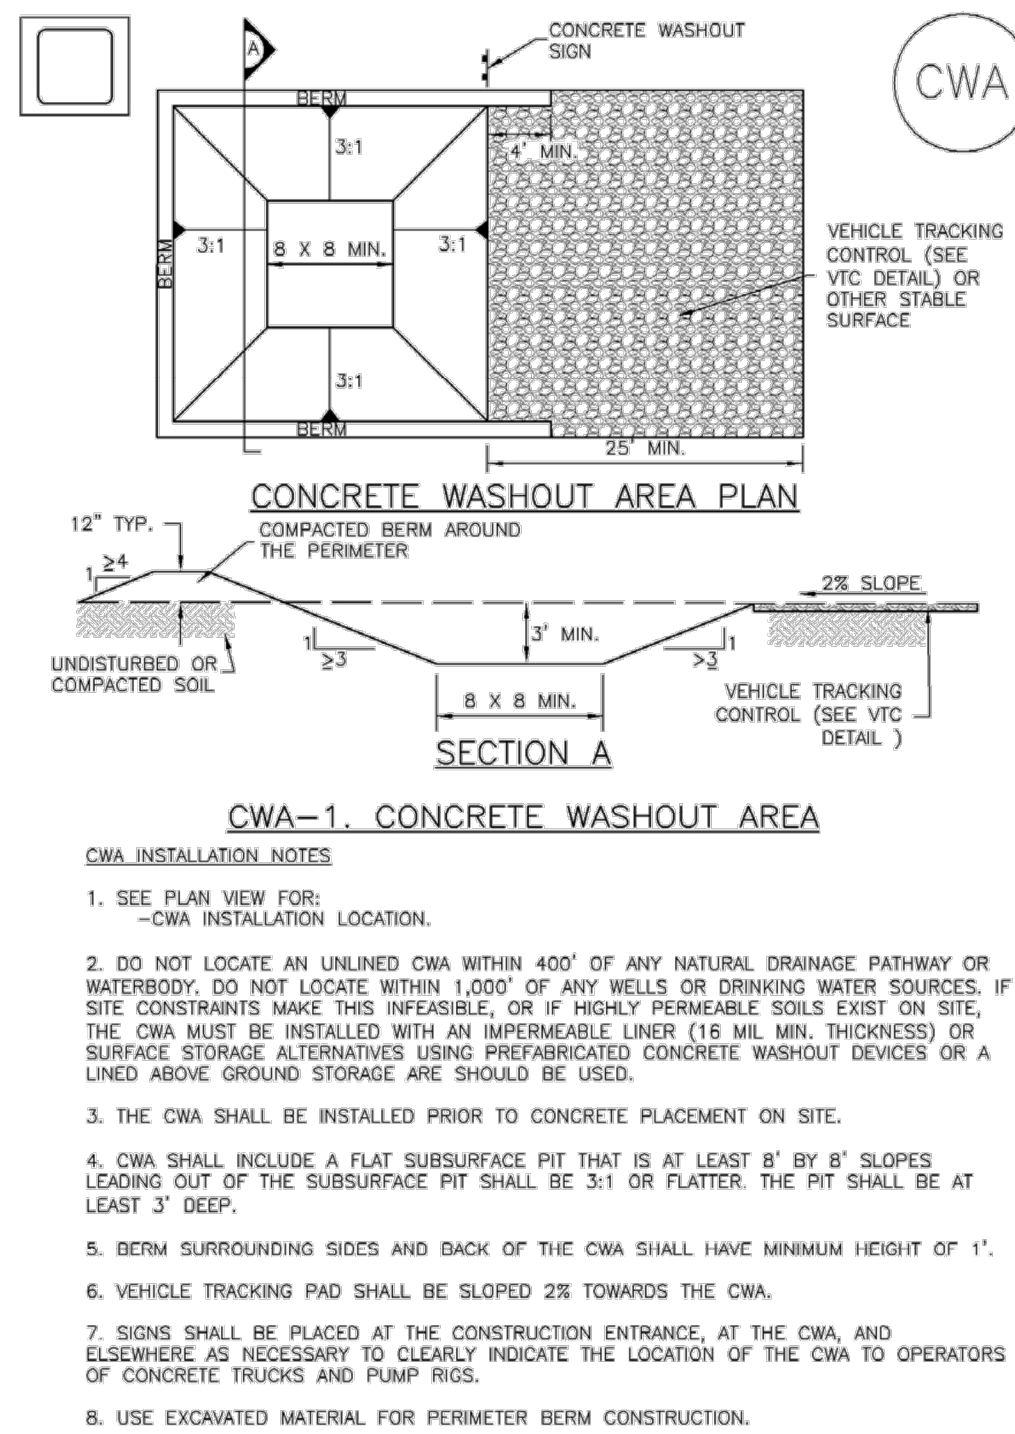 CONCRETE WASHOUT
SIGN
A
CWA
BERM
3:1
4' MIN.
3:1
3:1
BERM
8 X 8 MIN.
VEHICLE TRACKING
CONTROL (SEE
VTC DETAIL) OR
OTHER STABLE
SURFACE
3:1
BERM
25' MIN.
CONCRETE WASHOUT AREA PLAN
12" TYP.
COMPACTED BERM AROUND
THE PERIMETER
1
≥4
2% SLOPE
3' MIN.
1
≥3
1
>3
UNDISTURBED OR
COMPACTED SOIL
8 X 8 MIN.
VEHICLE TRACKING
CONTROL (SEE VTC
DETAIL )
SECTION A
CWA-1. CONCRETE WASHOUT AREA
CWA INSTALLATION NOTES
1. SEE PLAN VIEW FOR:
-CWA INSTALLATION LOCATION.
2. DO NOT LOCATE AN UNLINED CWA WITHIN 400' OF ANY NATURAL DRAINAGE PATHWAY OR
WATERBODY. DO NOT LOCATE WITHIN 1,000' OF ANY WELLS OR DRINKING WATER SOURCES. IF
SITE CONSTRAINTS MAKE THIS INFEASIBLE, OR IF HIGHLY PERMEABLE SOILS EXIST ON SITE,
THE CWA MUST BE INSTALLED WITH AN IMPERMEABLE LINER (16 MIL MIN. THICKNESS) OR
SURFACE STORAGE ALTERNATIVES USING PREFABRICATED CONCRETE WASHOUT DEVICES OR A
LINED ABOVE GROUND STORAGE ARE SHOULD BE USED.
3. THE CWA SHALL BE INSTALLED PRIOR TO CONCRETE PLACEMENT ON SITE.
4. CWA SHALL INCLUDE A FLAT SUBSURFACE PIT THAT IS AT LEAST 8' BY 8' SLOPES
LEADING OUT OF THE SUBSURFACE PIT SHALL BE 3:1 OR FLATTER. THE PIT SHALL BE AT
LEAST 3' DEEP.
5. BERM SURROUNDING SIDES AND BACK OF THE CWA SHALL HAVE MINIMUM HEIGHT OF 1'.
6. VEHICLE TRACKING PAD SHALL BE SLOPED 2% TOWARDS THE CWA.
7. SIGNS SHALL BE PLACED AT THE CONSTRUCTION ENTRANCE, AT THE CWA, AND
ELSEWHERE AS NECESSARY TO CLEARLY INDICATE THE LOCATION OF THE CWA TO OPERATORS
OF CONCRETE TRUCKS AND PUMP RIGS.
8. USE EXCAVATED MATERIAL FOR PERIMETER BERM CONSTRUCTION.